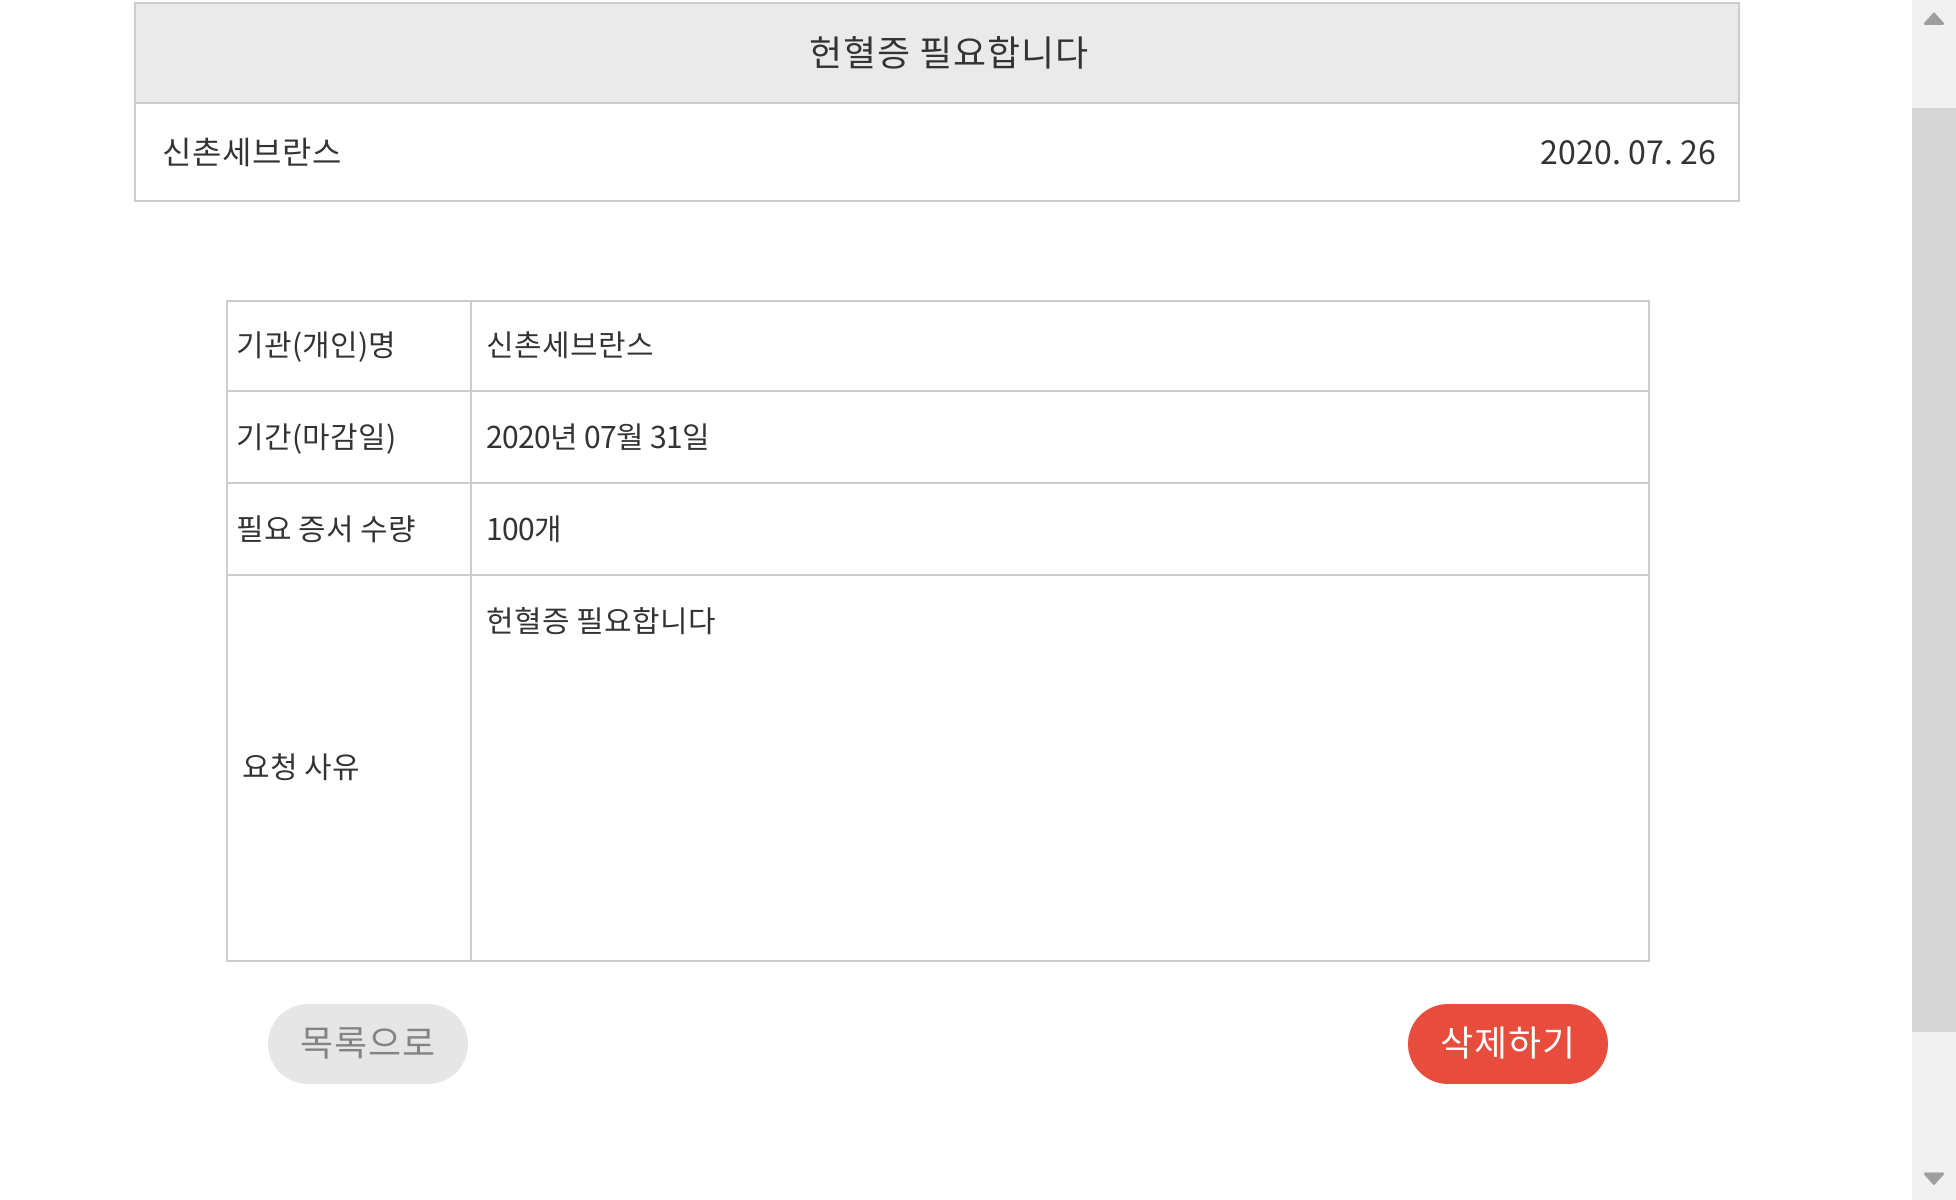 헌혈증 필요합니다
신촌세브란스 2020. 07. 26
기관(개인)명 신촌세브란스
기간(마감일) 2020년 07월 31일
필요 증서 수량 100개
요청 사유 헌혈증 필요합니다
목록으로 삭제하기